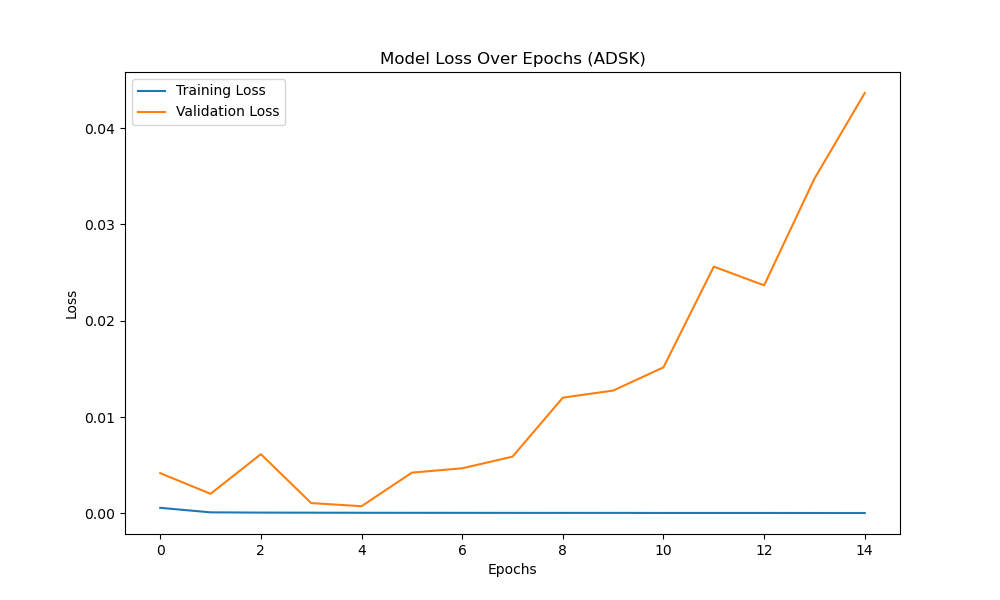 Model Loss Over Epochs (ADSK)
Training Loss
Validation Loss
0.04
0.03
0.02
0.01
0.00
Loss
0 2 4 6 8 10 12 14
Epochs